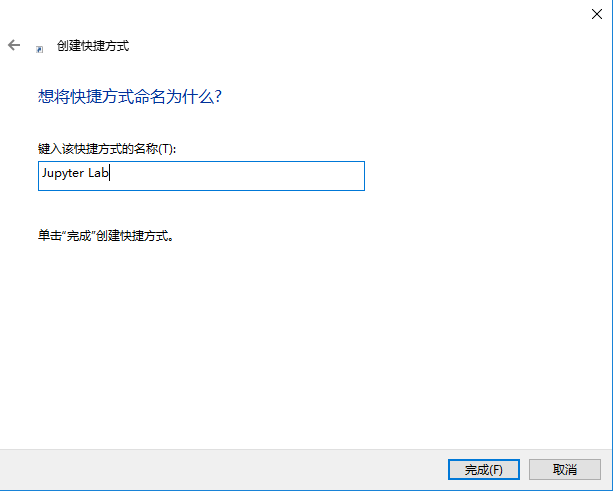 创建快捷方式
想将快捷方式命名为什么?
键入该快捷方式的名称(T):
Jupyter Lab
单击“完成”创建快捷方式。
完成(F)
取消